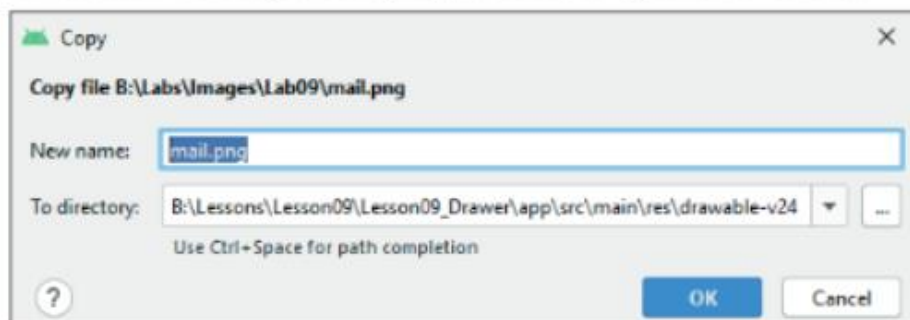 Copy
Copy file B:\Labs\Images\Lab09\mail.png
New name: mail.png
To directory: B:\Lessons\Lesson09\Lesson09_Drawer\app\src\main\res\drawable-v24 ...
Use Ctrl+Space for path completion
? OK Cancel